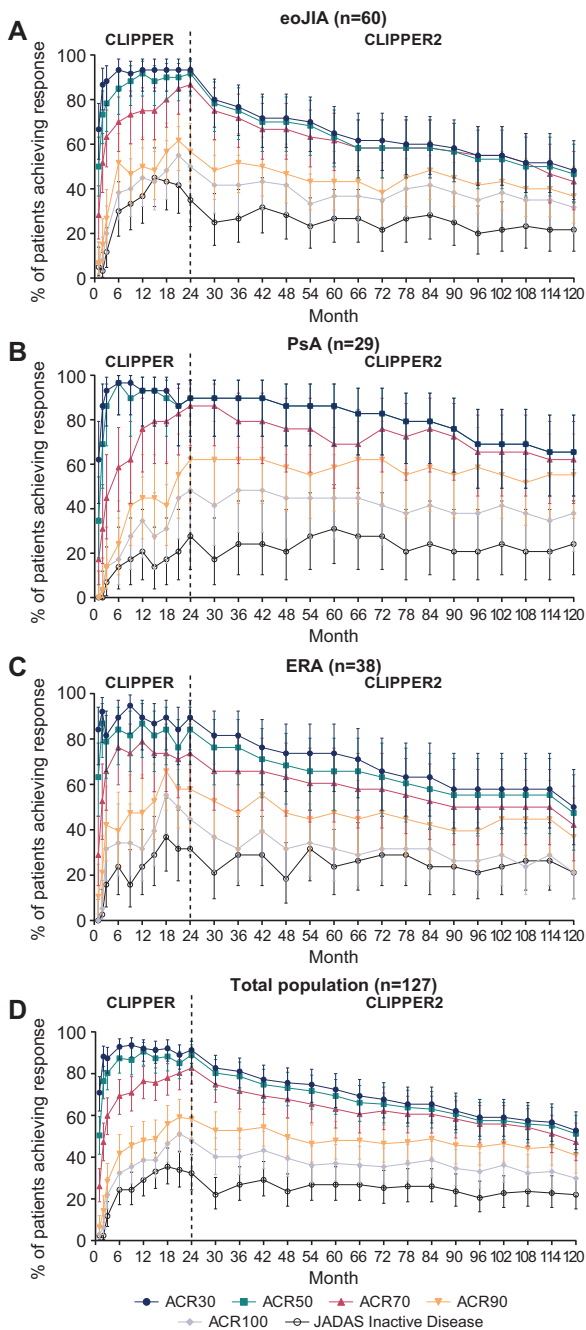 A
eoJIA (n=60)
CLIPPER CLIPPER2
% of patients achieving response
100
80
60
40
20
0
0 6 12 18 24 30 36 42 48 54 60 66 72 78 84 90 96 102 108 114 120
Month
B
PsA (n=29)
CLIPPER CLIPPER2
% of patients achieving response
100
80
60
40
20
0
0 6 12 18 24 30 36 42 48 54 60 66 72 78 84 90 96 102 108 114 120
Month
C
ERA (n=38)
CLIPPER CLIPPER2
% of patients achieving response
100
80
60
40
20
0
0 6 12 18 24 30 36 42 48 54 60 66 72 78 84 90 96 102 108 114 120
Month
D
Total population (n=127)
CLIPPER CLIPPER2
% of patients achieving response
100
80
60
40
20
0
0 6 12 18 24 30 36 42 48 54 60 66 72 78 84 90 96 102 108 114 120
Month
ACR30 ACR50 ACR70 ACR90
ACR100 JADAS Inactive Disease